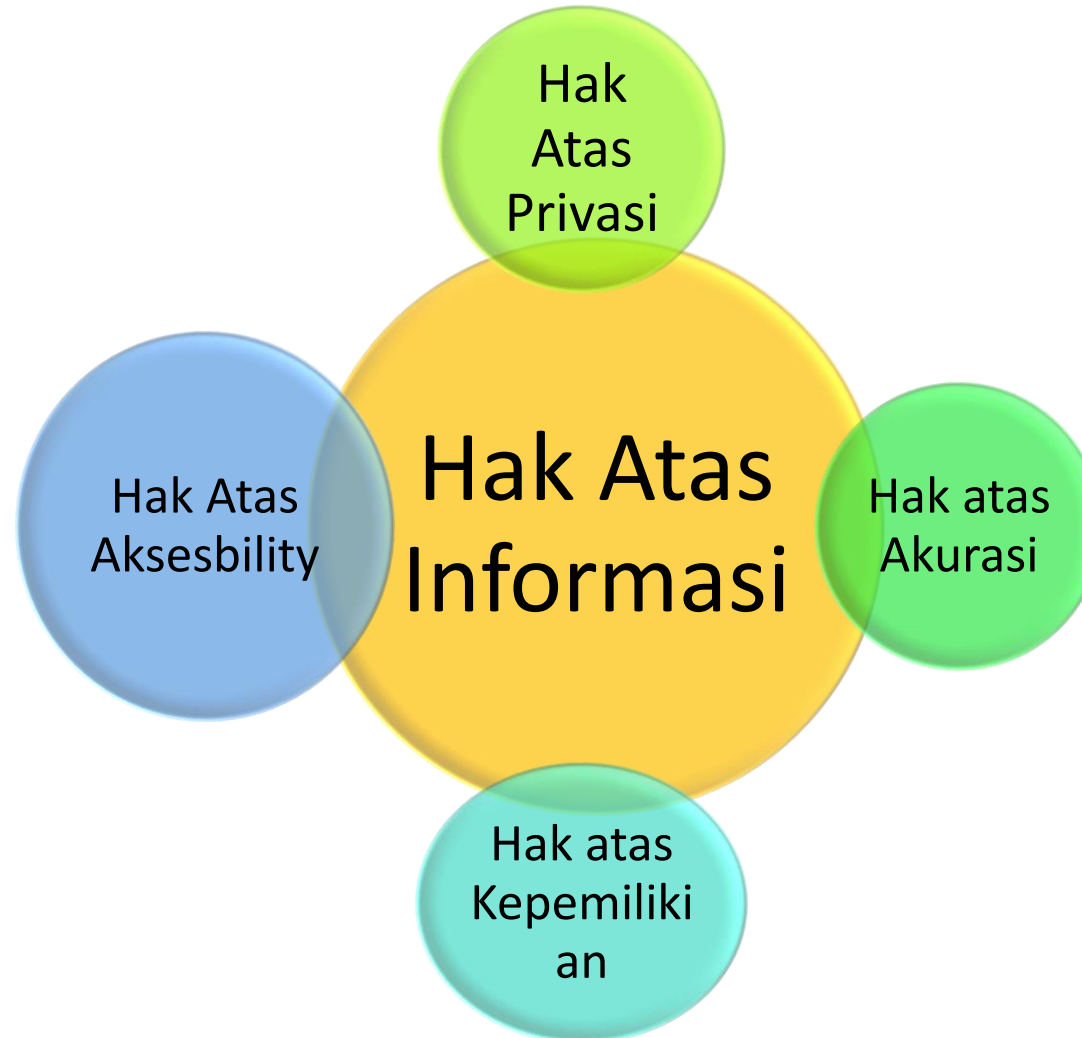 Hak
Atas
Privasi
Hak Atas
Aksesbility
Hak Atas
Informasi
Hak atas
Akurasi
Hak atas
Kepemiliki
an